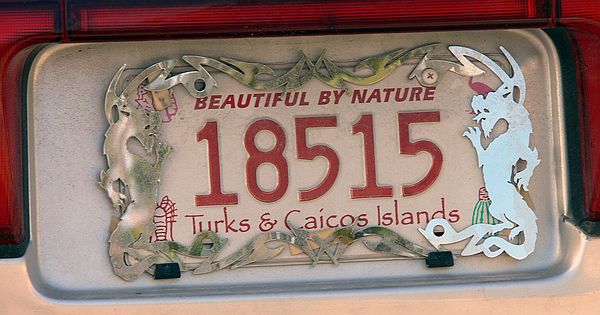 BEAUTIFUL BY NATURE
18515
Turks & Caicos Islands